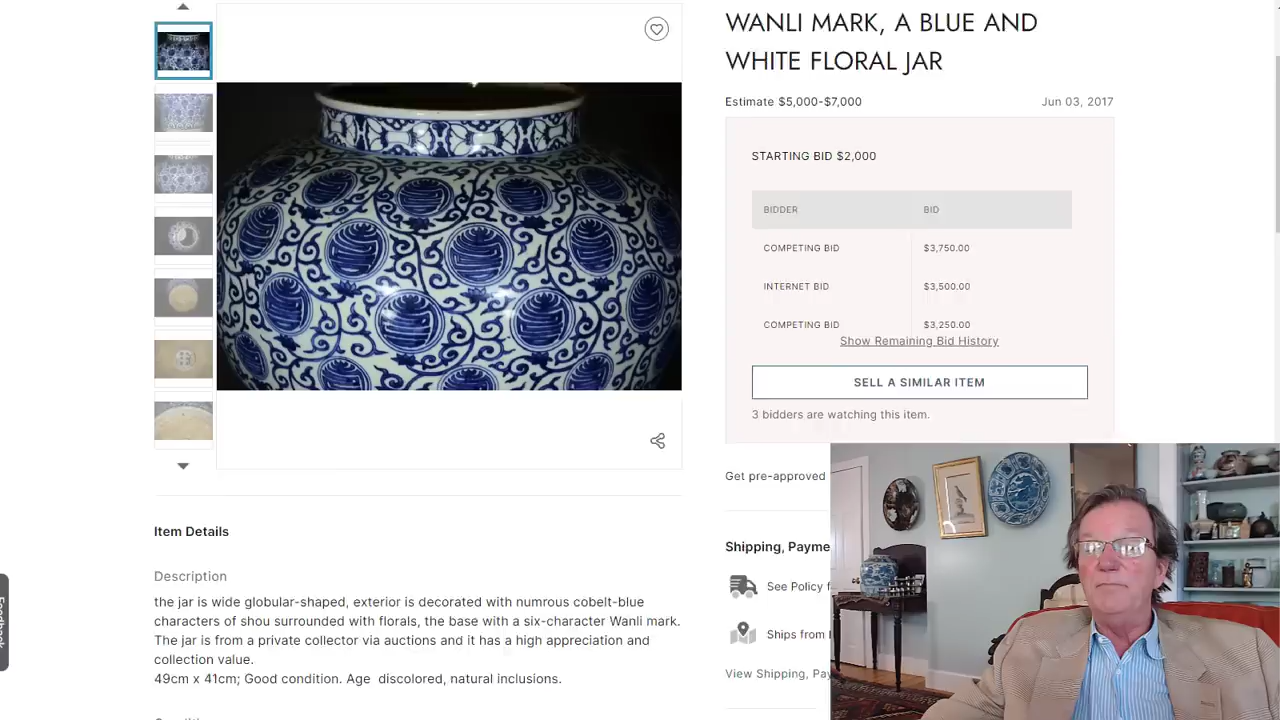 WANLI MARK, A BLUE AND
WHITE FLORAL JAR
Estimate $5,000-$7,000
Jun 03, 2017
STARTING BID $2,000
BIDDER BID
COMPETING BID $3,750.00
INTERNET BID $3,500.00
COMPETING BID $3,250.00
Show Remaining Bid History
SELL A SIMILAR ITEM
3 bidders are watching this item.
Get pre-approved
Shipping, Payme
See Policy f
Ships from
View Shipping, Pay
Item Details
Description
the jar is wide globular-shaped, exterior is decorated with numrous cobelt-blue
characters of shou surrounded with florals, the base with a six-character Wanli mark.
The jar is from a private collector via auctions and it has a high appreciation and
collection value.
49cm x 41cm; Good condition. Age discolored, natural inclusions.